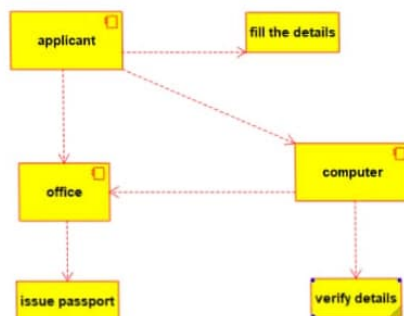 applicant
fill the details
office
computer
issue passport
verify details